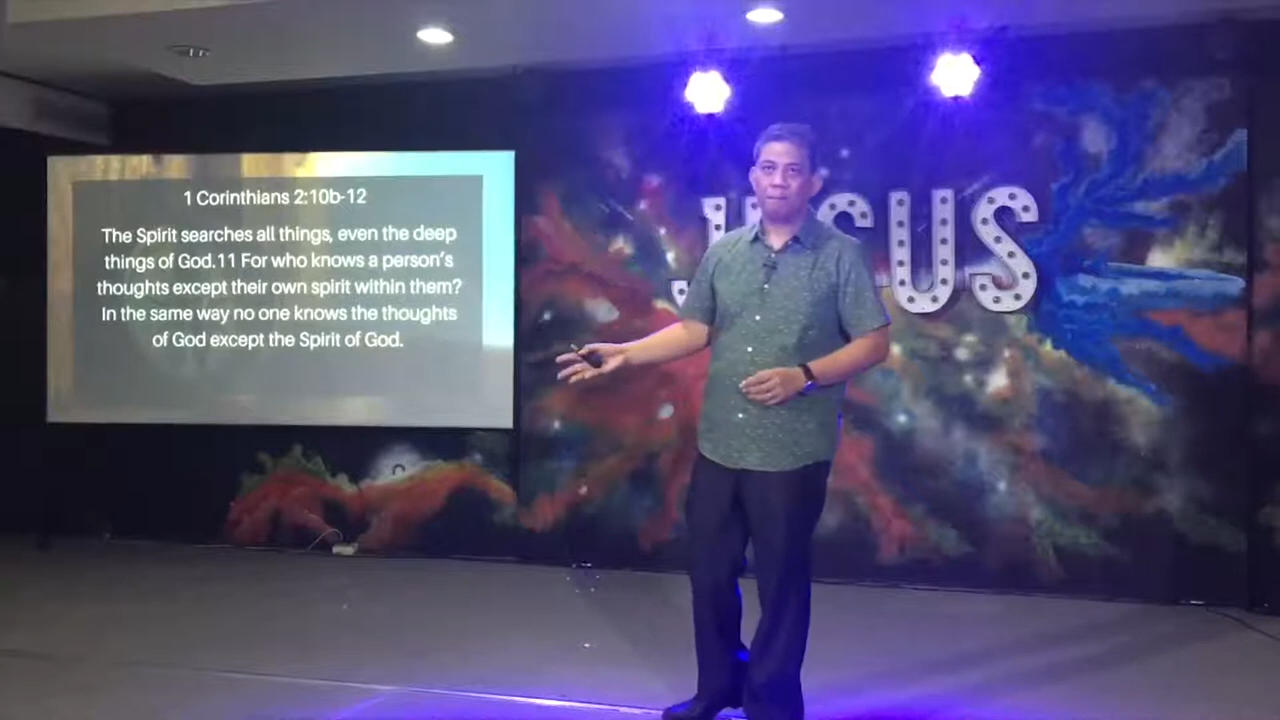 1 Corinthians 2:10b-12
The Spirit searches all things, even the deep
things of God.11 For who knows a person's
thoughts except their own spirit within them?
In the same way no one knows the thoughts
of God except the Spirit of God.
JESUS